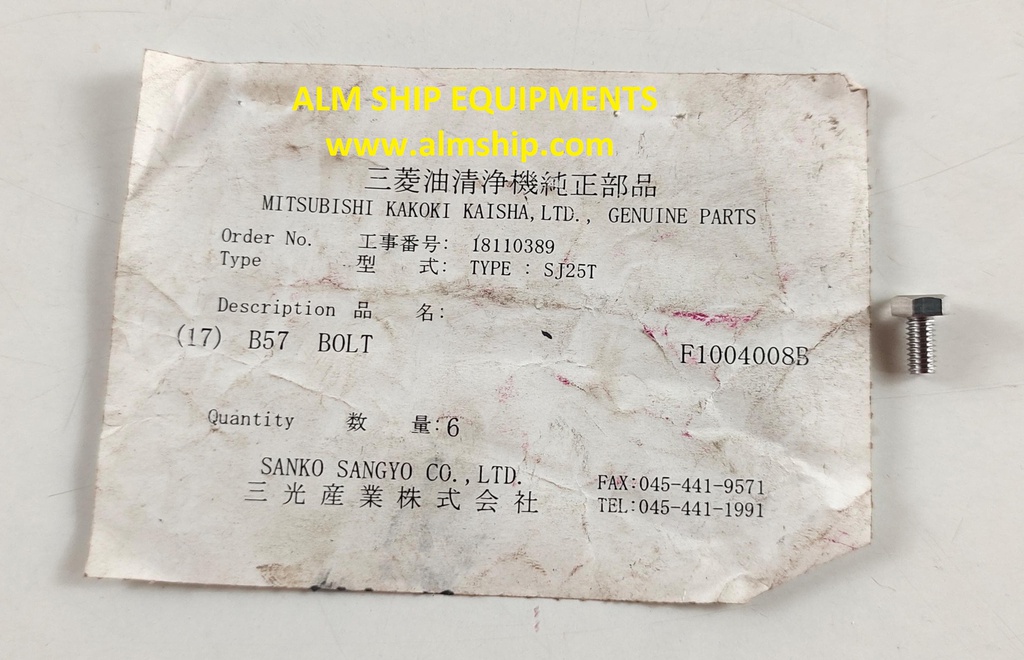 ALM SHIP EQUIPMENTS
www.almship.com
三菱油清浄機純正部品
MITSUBISHI KAKOKI KAISHA,LTD., GENUINE PARTS
Order No. 工事番号: 18110389
Type 型 式: TYPE : SJ25T
Description 品 名:
(17) B57 BOLT F1004008B
Quantity 数 量:6
SANKO SANGYO CO.,LTD. FAX:045-441-9571
三光産業株式会社 TEL:045-441-1991